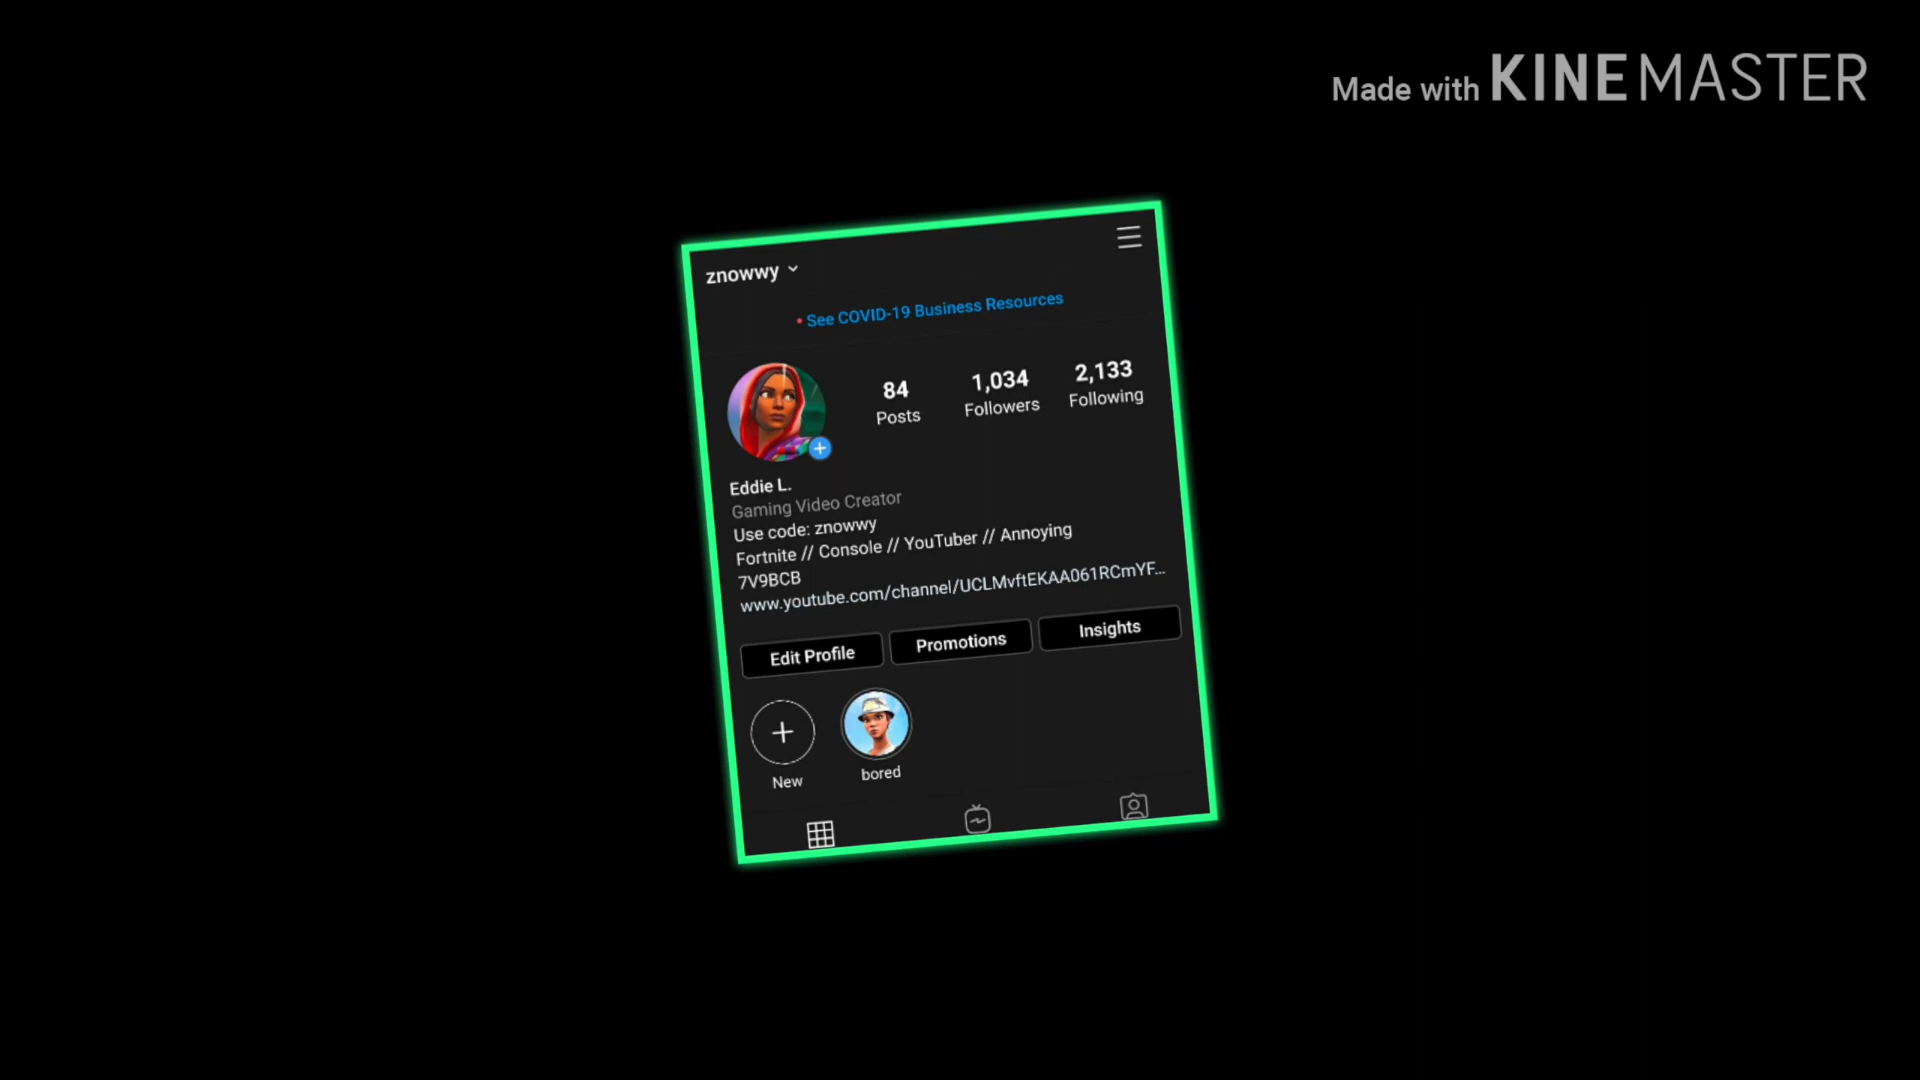 Made with KINEMASTER
znowwy
See COVID-19 Business Resources
84 1,034 2,133
Posts Followers Following
Eddie L.
Gaming Video Creator
Use code: znowwy
Fortnite // Console // YouTuber // Annoying
7V9BCB
www.youtube.com/channel/UCLMvftEKAA061RCmYF...
Edit Profile Promotions Insights
New bored